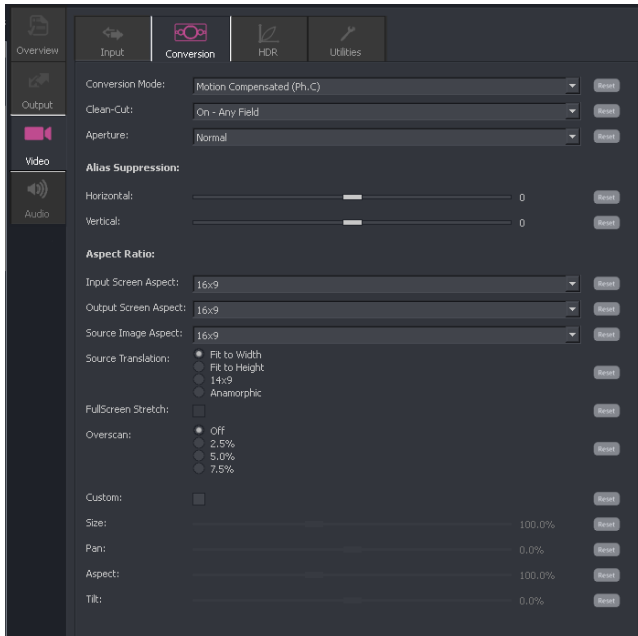 Overview
Input
Conversion
HDR
Utilities
Output
Video
Audio
Conversion Mode: Motion Compensated (Ph.C) Reset
Clean-Cut: On - Any Field Reset
Aperture: Normal Reset
Alias Suppression:
Horizontal: 0 Reset
Vertical: 0 Reset
Aspect Ratio:
Input Screen Aspect: 16x9 Reset
Output Screen Aspect: 16x9 Reset
Source Image Aspect: 16x9 Reset
Source Translation: Fit to Width
Fit to Height
14x9
Anamorphic
Reset
FullScreen Stretch: Reset
Overscan: Off
2.5%
5.0%
7.5%
Reset
Custom: Reset
Size: 100.0% Reset
Pan: 0.0% Reset
Aspect: 100.0% Reset
Tilt: 0.0% Reset